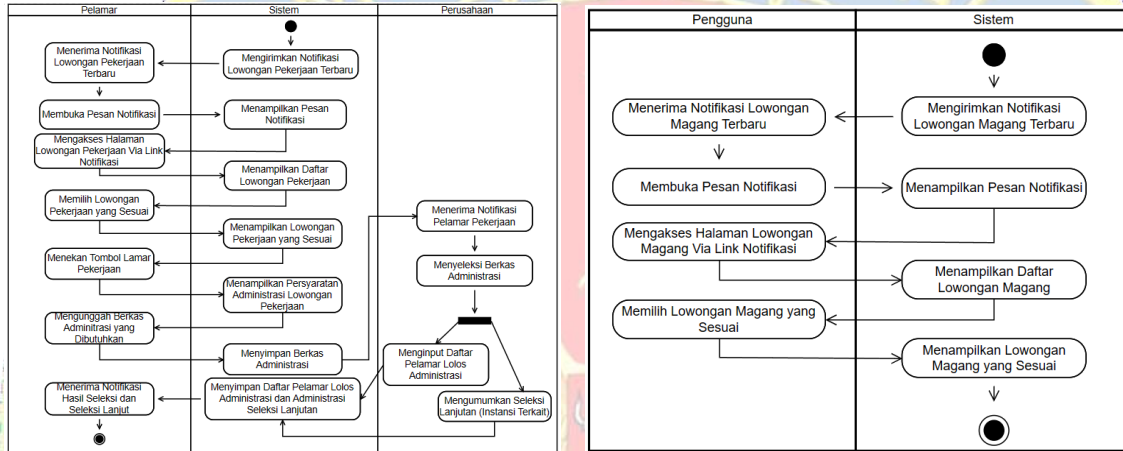 Pelamar
Sistem
Perusahaan
Mengirimkan Notifikasi
Lowongan Pekerjaan Terbaru
Menerima Notifikasi
Lowongan Pekerjaan
Terbaru
Membuka Pesan Notifikasi
Menampilkan Pesan
Notifikasi
Mengakses Halaman
Lowongan Pekerjaan Via Link
Notifikasi
Menampilkan Daftar
Lowongan Pekerjaan
Memilih Lowongan
Pekerjaan yang Sesuai
Menampilkan Lowongan
Pekerjaan yang Sesuai
Menekan Tombol Lamar
Pekerjaan
Menampilkan Persyaratan
Administrasi Lowongan
Pekerjaan
Mengunggah Berkas
Adminitrasi yang
Dibutuhkan
Menyimpan Berkas
Administrasi
Menerima Notifikasi
Pelamar Pekerjaan
Menyeleksi Berkas
Administrasi
Menginput Daftar
Pelamar Lolos
Administrasi
Mengumumkan Seleksi
Lanjutan (Instansi Terkait)
Menyimpan Daftar Pelamar Lolos
Administrasi dan Administrasi
Seleksi Lanjutan
Menerima Notifikasi
Hasil Seleksi dan
Seleksi Lanjut
Pengguna
Sistem
Mengirimkan Notifikasi
Lowongan Magang Terbaru
Menerima Notifikasi Lowongan
Magang Terbaru
Membuka Pesan Notifikasi
Menampilkan Pesan Notifikasi
Mengakses Halaman Lowongan
Magang Via Link Notifikasi
Menampilkan Daftar
Lowongan Magang
Memilih Lowongan Magang yang
Sesuai
Menampilkan Lowongan
Magang yang Sesuai